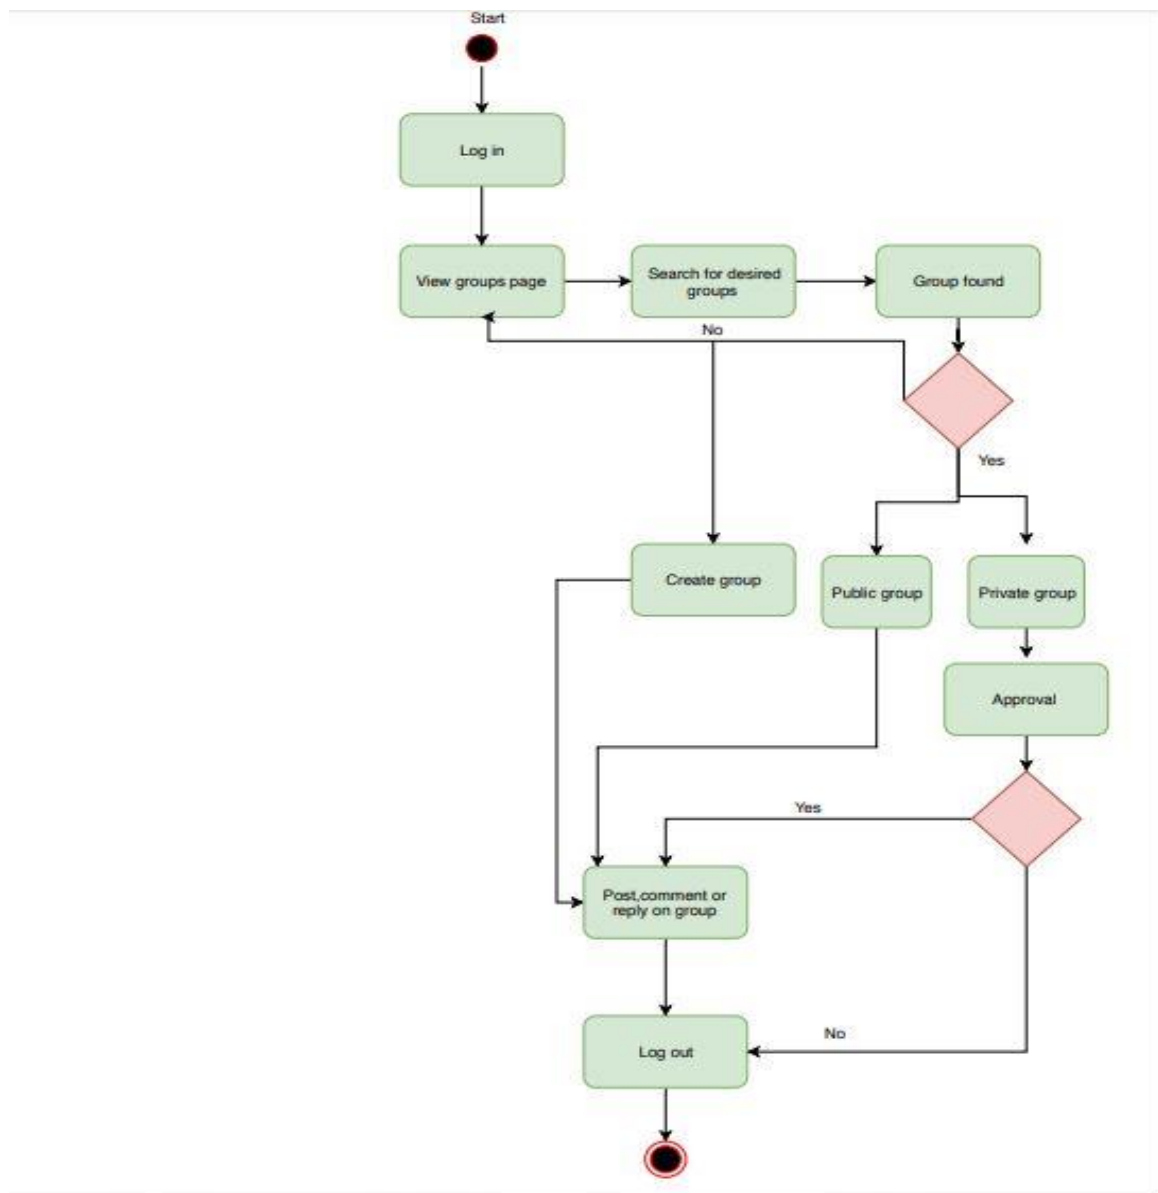 Start
Log in
View groups page
Search for desired
groups
Group found
No
Yes
Create group
Public group
Private group
Approval
Yes
Post,comment or
reply on group
No
Log out